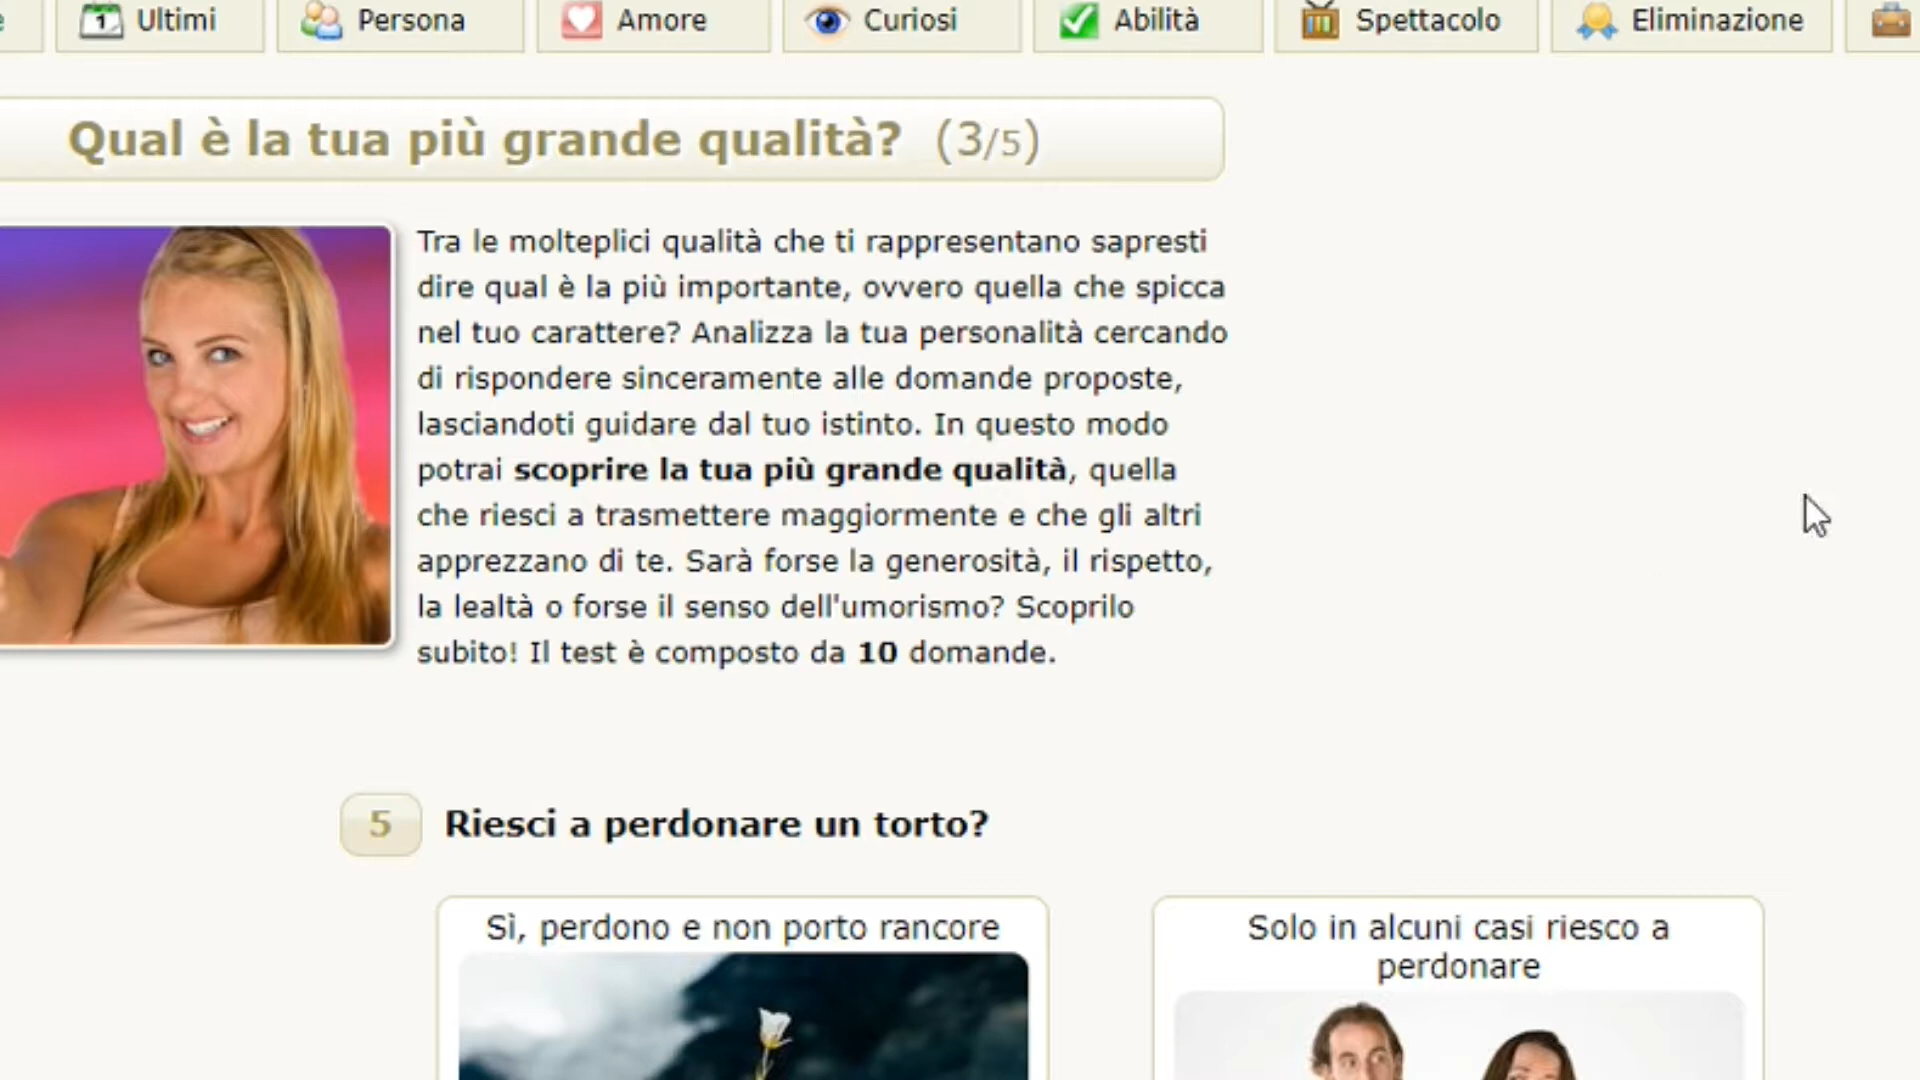 Ultimi
Persona
Amore
Curiosi
Abilità
Spettacolo
Eliminazione
Qual è la tua più grande qualità? (3/5)
Tra le molteplici qualità che ti rappresentano sapresti
dire qual è la più importante, ovvero quella che spicca
nel tuo carattere? Analizza la tua personalità cercando
di rispondere sinceramente alle domande proposte,
lasciandoti guidare dal tuo istinto. In questo modo
potrai scoprire la tua più grande qualità, quella
che riesci a trasmettere maggiormente e che gli altri
apprezzano di te. Sarà forse la generosità, il rispetto,
la lealtà o forse il senso dell'umorismo? Scoprilo
subito! Il test è composto da 10 domande.
5 Riesci a perdonare un torto?
Sì, perdono e non porto rancore
Solo in alcuni casi riesco a
perdonare